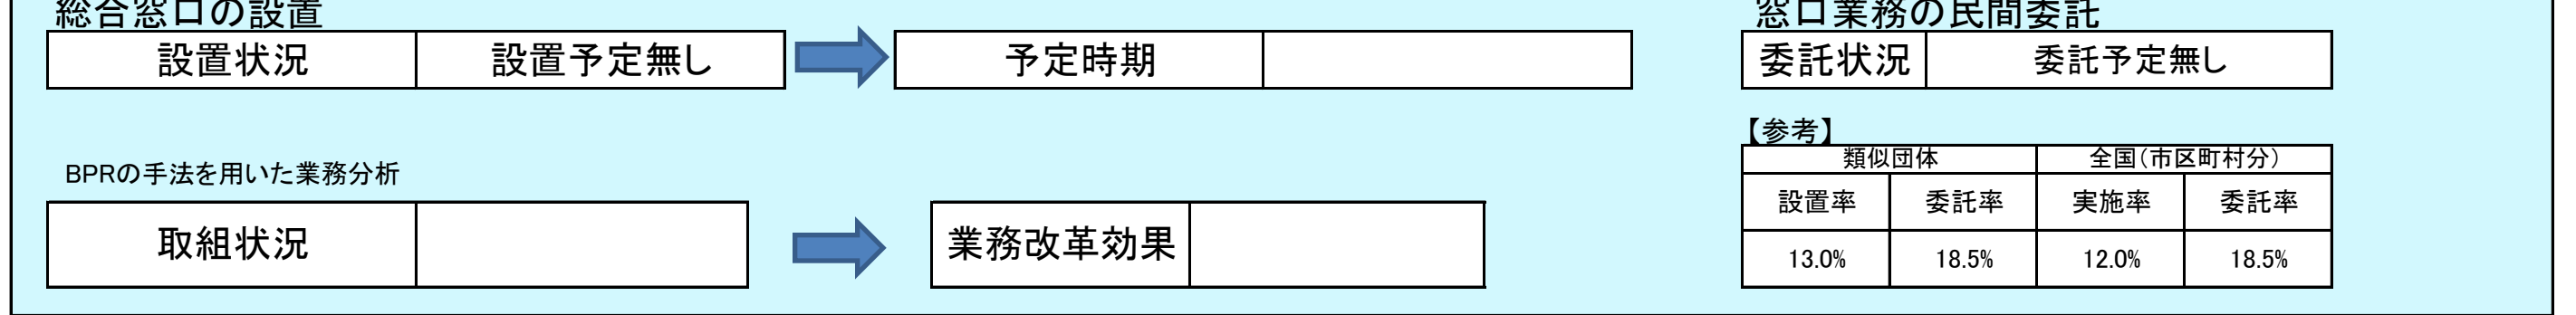 総合窓口の設置
窓口業務の民間委託
設置状況 設置予定無し 予定時期
委託状況 委託予定無し
【参考】
類似団体 全国(市区町村分)
BPRの手法を用いた業務分析
設置率 委託率 実施率 委託率
取組状況 業務改革効果
13.0% 18.5% 12.0% 18.5%